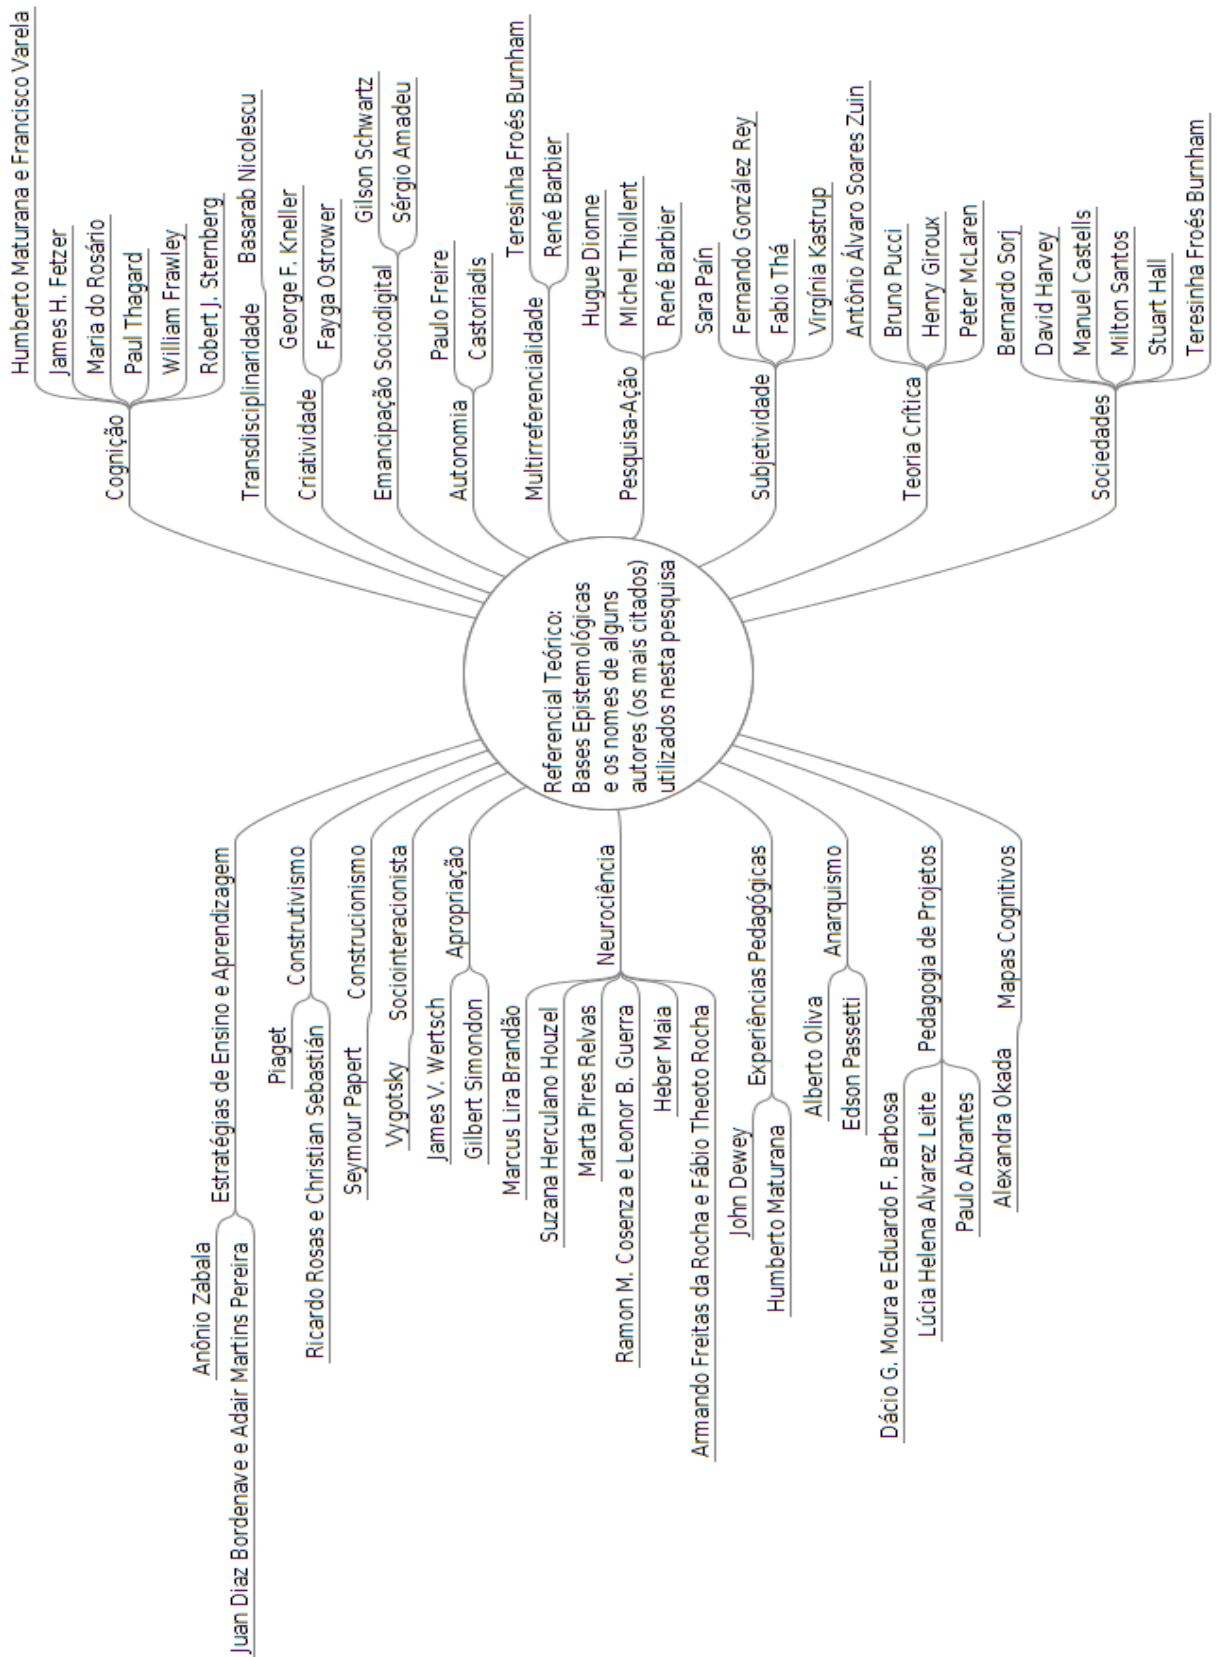 Referencial Teórico:
Bases Epistemológicas
e os nomes de alguns
autores (os mais citados)
utilizados nesta pesquisa
Cognição
Humberto Maturana e Francisco Varela
James H. Fetzer
Maria do Rosário
Paul Thagard
William Frawley
Robert J. Sternberg
Transdisciplinaridade
Basarab Nicolescu
Criatividade
George F. Kneller
Fayga Ostrower
Emancipação Sociodigital
Gilson Schwartz
Sérgio Amadeu
Autonomia
Paulo Freire
Castoriadis
Multirreferencialidade
Teresinha Froés Burnham
René Barbier
Pesquisa-Ação
Hugue Dionne
Michel Thiollent
René Barbier
Subjetividade
Sara Paín
Fernando González Rey
Fabio Thá
Virgínia Kastrup
Teoria Crítica
Antônio Álvaro Soares Zuin
Bruno Pucci
Henry Giroux
Peter McLaren
Sociedades
Bernardo Sorj
David Harvey
Manuel Castells
Milton Santos
Stuart Hall
Teresinha Froés Burnham
Estratégias de Ensino e Aprendizagem
Anônio Zabala
Juan Diaz Bordenave e Adair Martins Pereira
Construtivismo
Piaget
Ricardo Rosas e Christian Sebastián
Construcionismo
Seymour Papert
Sociointeracionista
Vygotsky
Apropriação
James V. Wertsch
Gilbert Simondon
Neurociência
Marcus Lira Brandão
Suzana Herculano Houzel
Marta Pires Relvas
Ramon M. Cosenza e Leonor B. Guerra
Heber Maia
Armando Freitas da Rocha e Fábio Theoto Rocha
Experiências Pedagógicas
John Dewey
Humberto Maturana
Anarquismo
Alberto Oliva
Edson Passetti
Pedagogia de Projetos
Dácio G. Moura e Eduardo F. Barbosa
Lúcia Helena Alvarez Leite
Paulo Abrantes
Mapas Cognitivos
Alexandra Okada